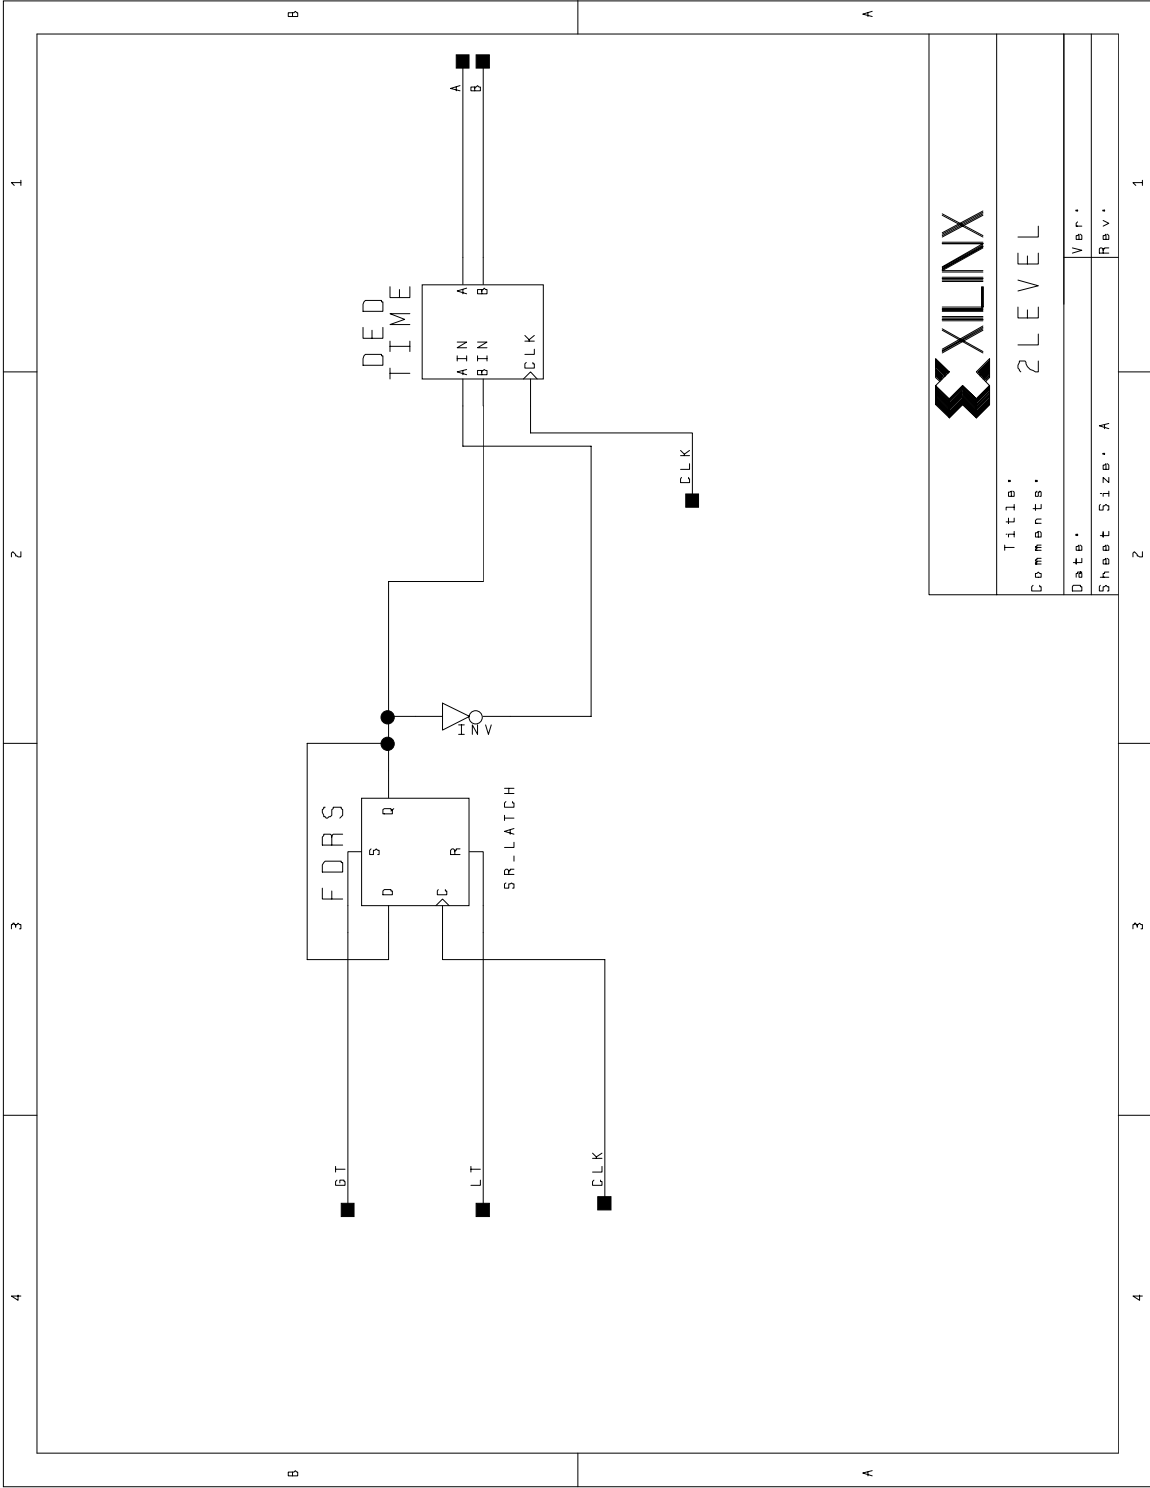 B
A
4
3
2
1
GT
LT
CLK
FDRS
S
D
Q
C
R
SR_LATCH
INV
CLK
DED
TIME
AIN
A
BIN
B
CLK
A
B
XILINX
Title:
2LEVEL
Comments:
Date:
Ver:
Sheet Size: A
Rev:
4
3
2
1
B
A